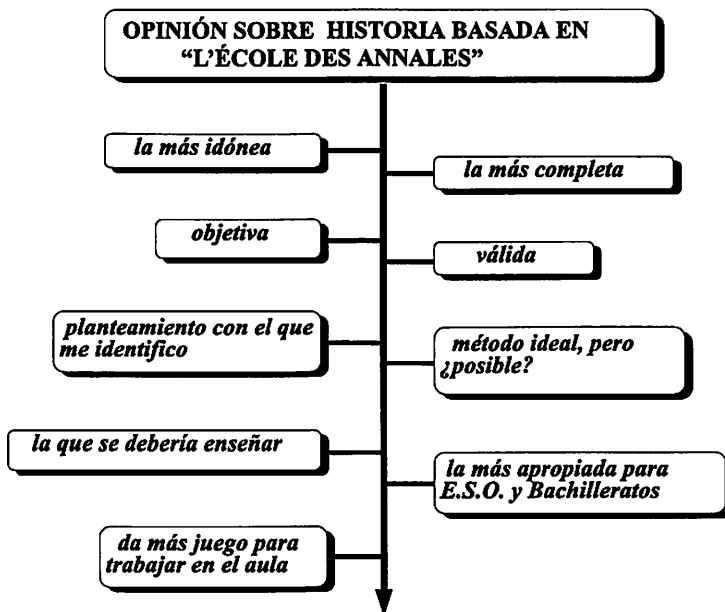 OPINIÓN SOBRE HISTORIA BASADA EN
“L'ÉCOLE DES ANNALES”
la más idónea
la más completa
objetiva
válida
planteamiento con el que
me identifico
método ideal, pero
¿posible?
la que se debería enseñar
la más apropiada para
E.S.O. y Bachilleratos
da más juego para
trabajar en el aula